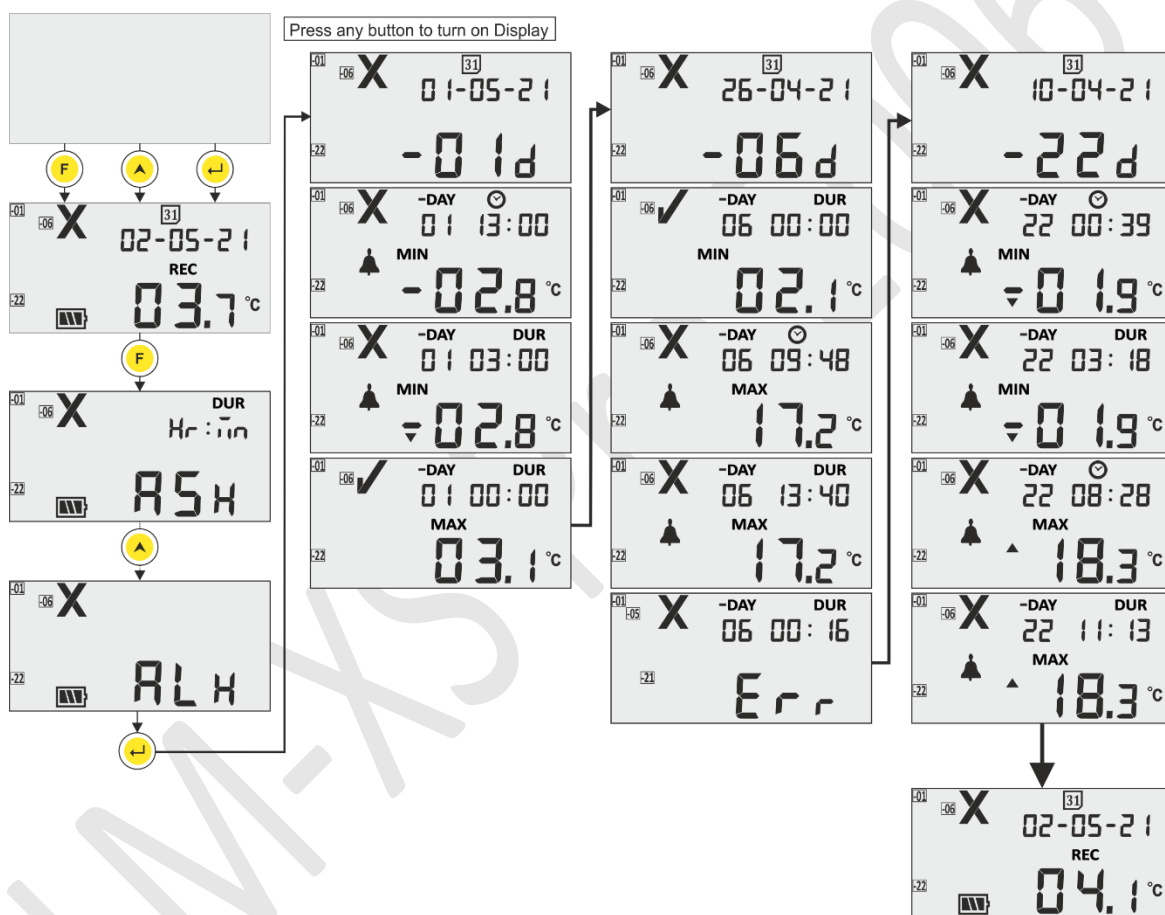 Press any button to turn on Display
F
-01 -06 X 31
02-05-21
REC
-22 03.7 °C
F
-01 -06 X DUR
Hr:mn
-22 ASH
-01 -06 X
-22 ALH
-01 -06 X 31
01-05-21
-22 -01d
-01 -06 X -DAY
01 13:00
MIN
-22 -02.8 °C
-01 -06 X -DAY DUR
01 03:00
MIN
-22 -02.8 °C
-01 -06 -DAY DUR
01 00:00
MAX
-22 03.1 °C
-01 -06 X 31
26-04-21
-22 -06d
-01 -06 -DAY DUR
06 00:00
MIN
-22 02.1 °C
-01 -06 X -DAY
06 09:48
MAX
-22 17.2 °C
-01 -06 X -DAY DUR
06 13:40
MAX
-22 17.2 °C
-01 -05 X -DAY DUR
06 00:16
-21 Err
-01 -06 X 31
10-04-21
-22 -22d
-01 -06 X -DAY
22 00:39
MIN
-22 -01.9 °C
-01 -06 X -DAY DUR
22 03:18
MIN
-22 -01.9 °C
-01 -06 X -DAY
22 08:28
MAX
-22 18.3 °C
-01 -06 X -DAY DUR
22 11:13
MAX
-22 18.3 °C
-01 -06 X 31
02-05-21
REC
-22 04.1 °C